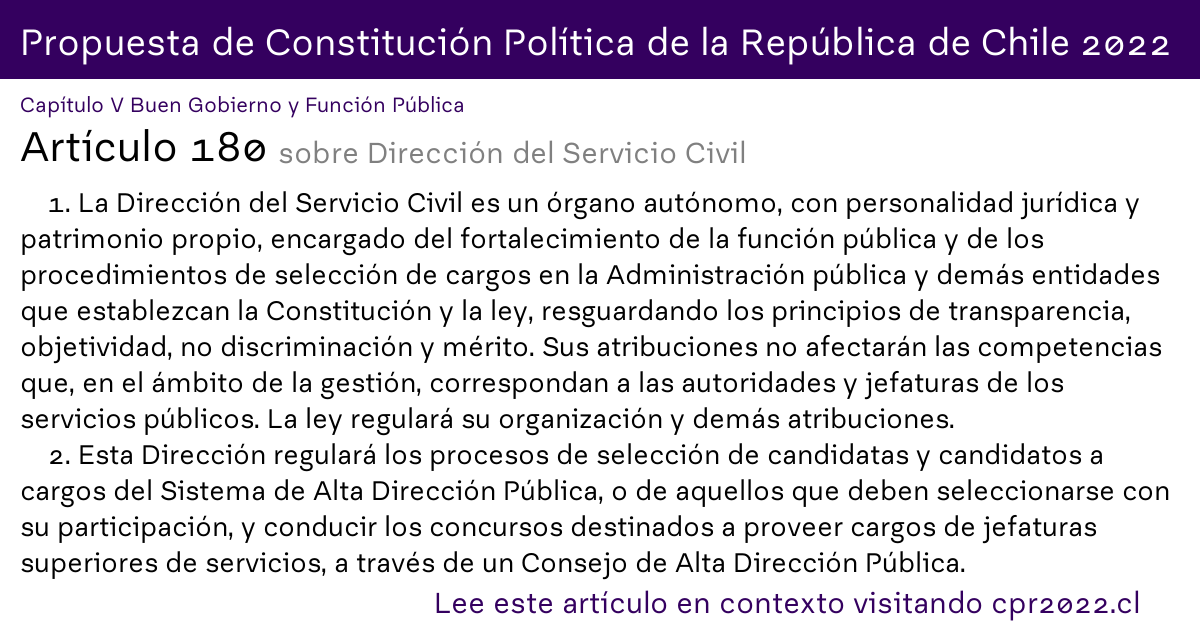 Propuesta de Constitución Política de la República de Chile 2022
Capítulo V Buen Gobierno y Función Pública
Artículo 180 sobre Dirección del Servicio Civil
1. La Dirección del Servicio Civil es un órgano autónomo, con personalidad jurídica y
patrimonio propio, encargado del fortalecimiento de la función pública y de los
procedimientos de selección de cargos en la Administración pública y demás entidades
que establezcan la Constitución y la ley, resguardando los principios de transparencia,
objetividad, no discriminación y mérito. Sus atribuciones no afectarán las competencias
que, en el ámbito de la gestión, correspondan a las autoridades y jefaturas de los
servicios públicos. La ley regulará su organización y demás atribuciones.
2. Esta Dirección regulará los procesos de selección de candidatas y candidatos a
cargos del Sistema de Alta Dirección Pública, o de aquellos que deben seleccionarse con
su participación, y conducir los concursos destinados a proveer cargos de jefaturas
superiores de servicios, a través de un Consejo de Alta Dirección Pública.
Lee este artículo en contexto visitando cpr2022.cl